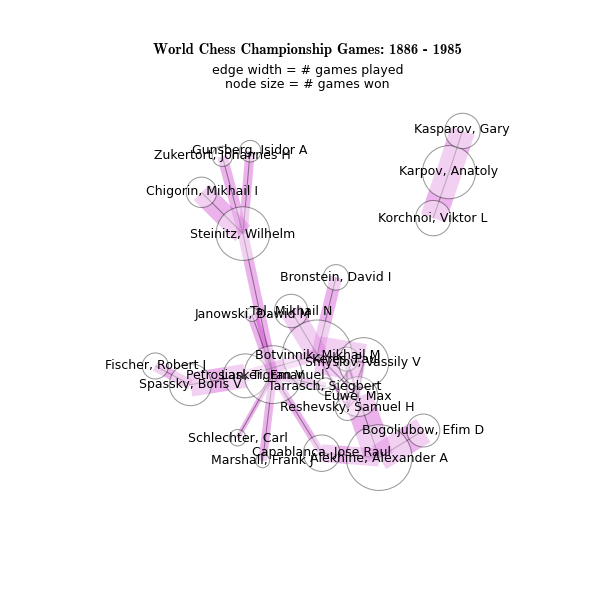 World Chess Championship Games: 1886 - 1985
edge width = # games played
node size = # games won
Kasparov, Gary
Gunsberg, Isidor A
Zukertort, Johannes H
Karpov, Anatoly
Chigorin, Mikhail I
Korchnoi, Viktor L
Steinitz, Wilhelm
Bronstein, David I
Tal, Mikhail N
Janowski, Dawid M
Botvinnik, Mikhail M
Keres, Paul
Smyslov, Vassily V
Fischer, Robert J
Petrosian, Tigran V
Lasker, Emanuel
Spassky, Boris V
Tarrasch, Siegbert
Euwe, Max
Reshevsky, Samuel H
Bogoljubow, Efim D
Schlechter, Carl
Capablanca, Jose Raul
Alekhine, Alexander A
Marshall, Frank J